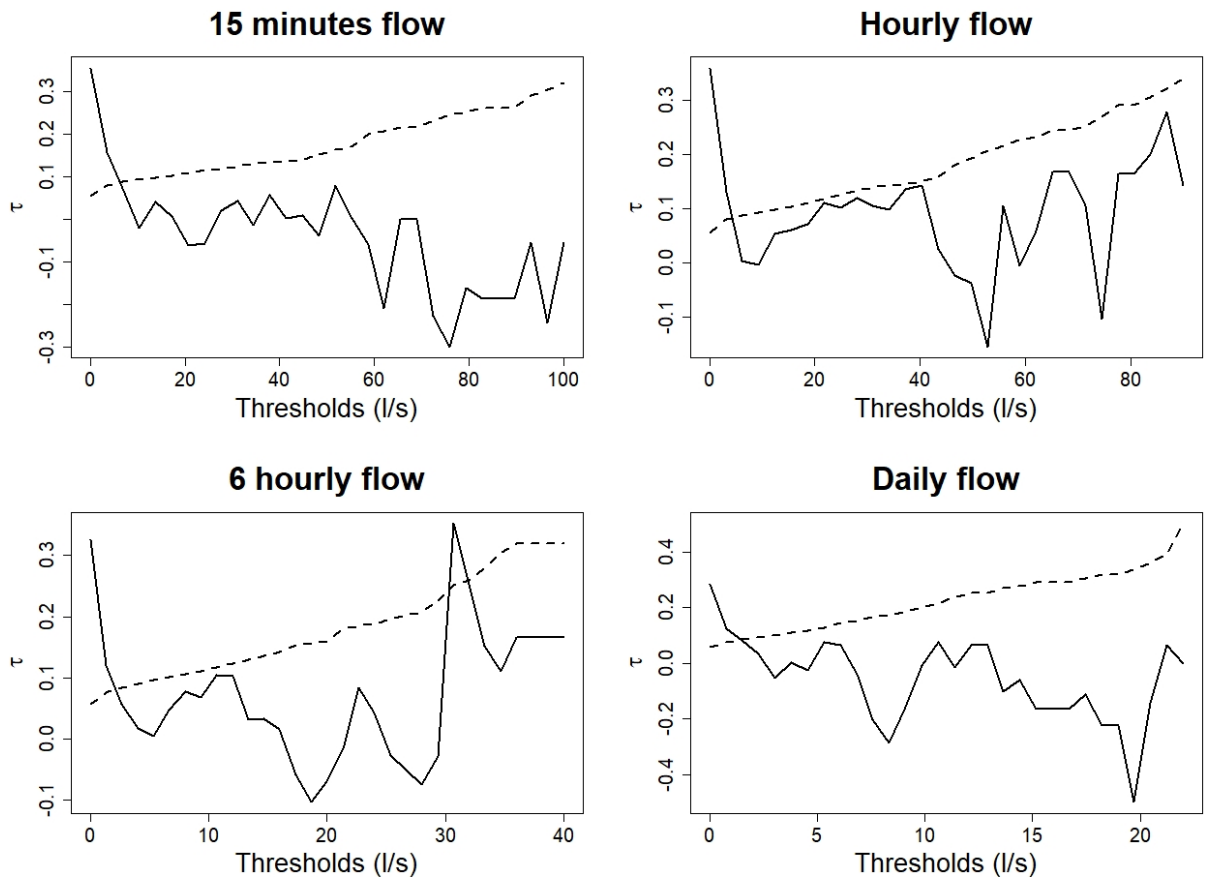 15 minutes flow
τ
0.3
0.2
0.1
-0.1
-0.3
0 20 40 60 80 100
Thresholds (l/s)
Hourly flow
τ
0.3
0.2
0.1
0.0
-0.1
0 20 40 60 80
Thresholds (l/s)
6 hourly flow
τ
0.3
0.2
0.1
0.0
-0.1
0 10 20 30 40
Thresholds (l/s)
Daily flow
τ
0.4
0.2
0.0
-0.2
-0.4
0 5 10 15 20
Thresholds (l/s)